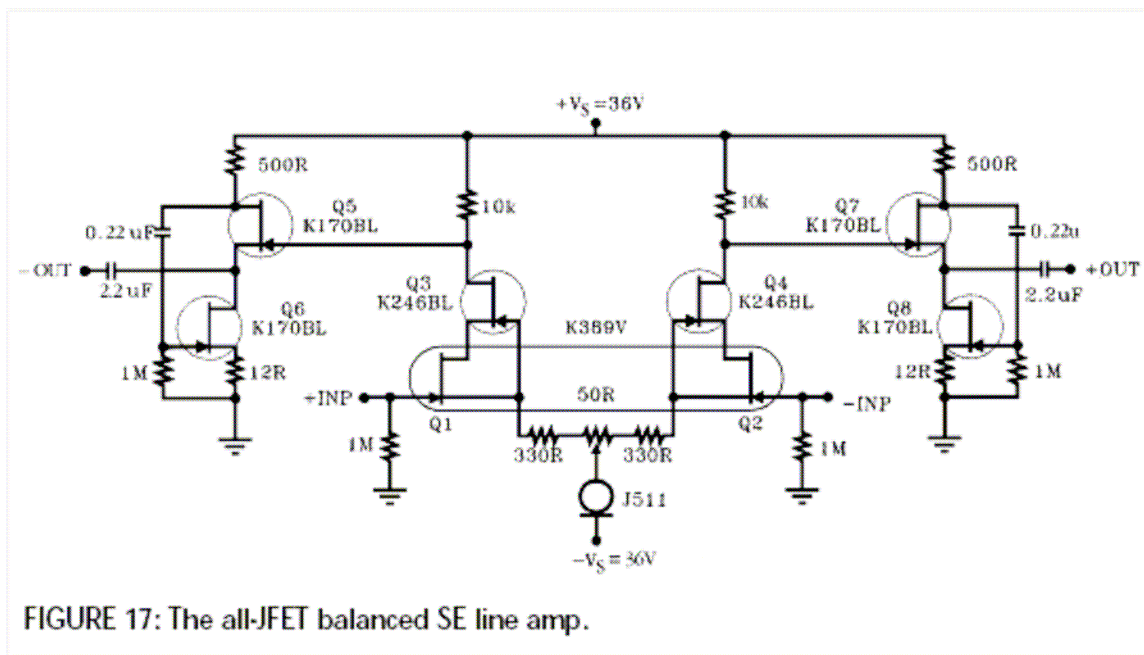 +VS=36V
500R
500R
Q5
K170BL
10k
10k
Q7
K170BL
0.22uF
0.22u
-OUT
2.2uF
+OUT
2.2uF
Q3
K246BL
Q4
K246BL
Q6
K170BL
Q8
K170BL
K389V
1M
12R
12R
1M
+INP
50R
-INP
Q1
Q2
1M
330R
330R
1M
J511
-VS=36V
FIGURE 17: The all-JFET balanced SE line amp.